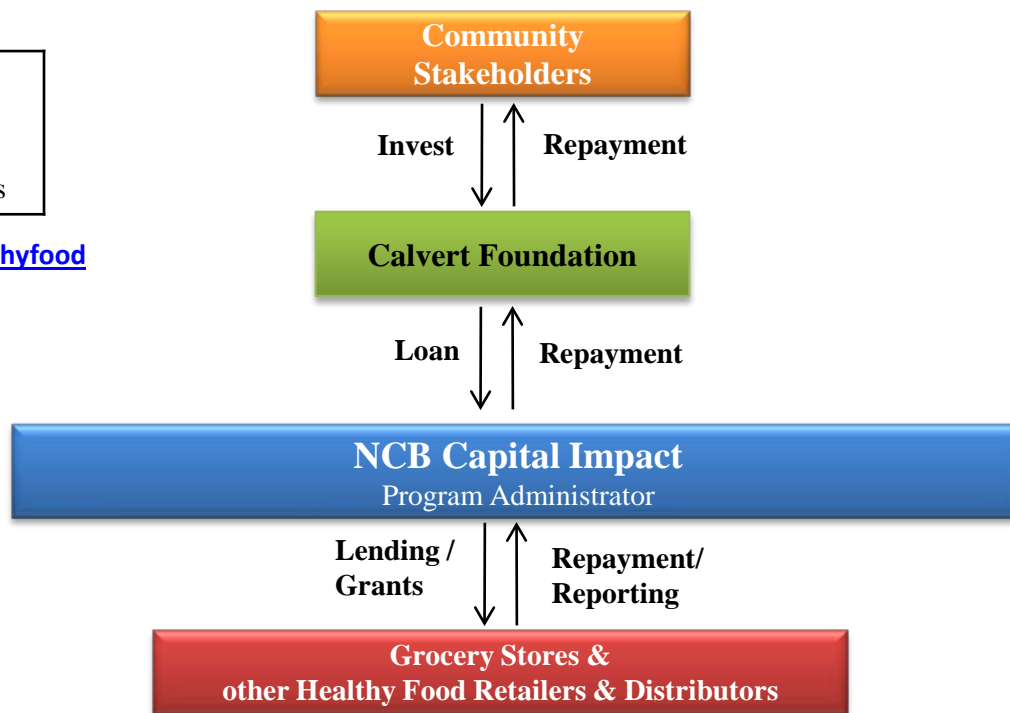 Community
Stakeholders
Invest
Repayment
s
hyfood
Calvert Foundation
Loan
Repayment
NCB Capital Impact
Program Administrator
Lending /
Grants
Repayment/
Reporting
Grocery Stores &
other Healthy Food Retailers & Distributors